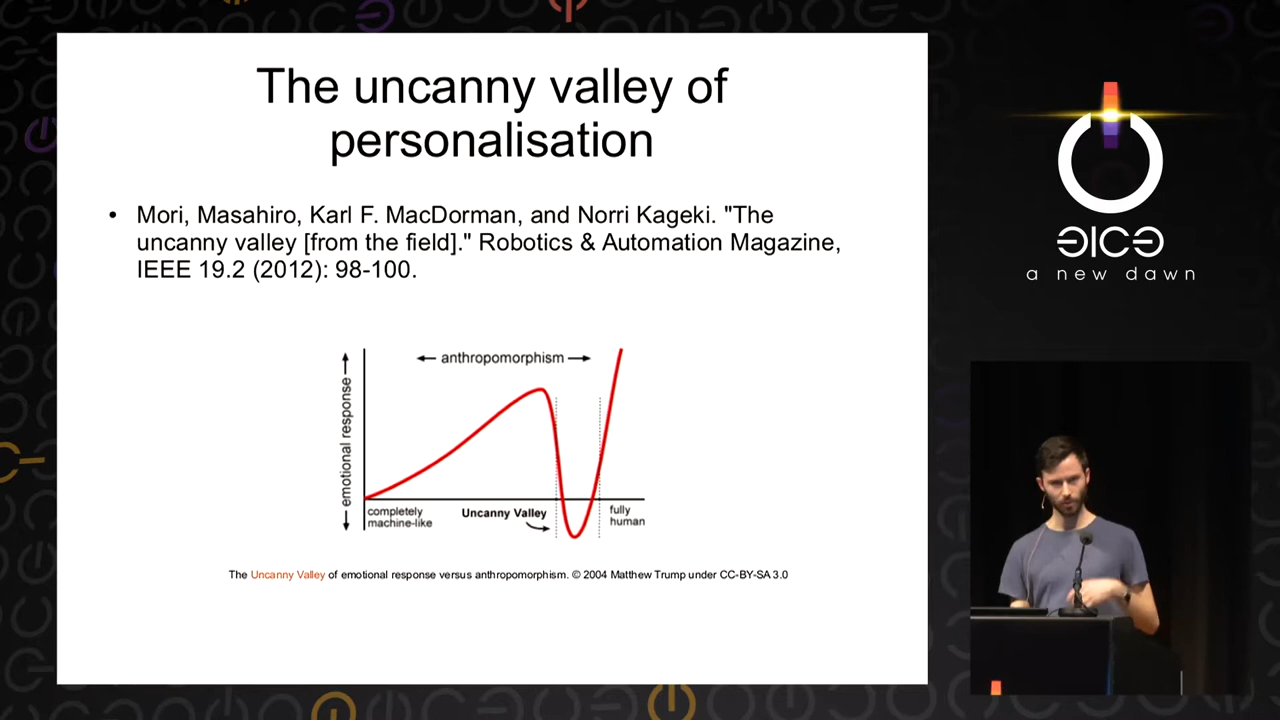 The uncanny valley of
personalisation
• Mori, Masahiro, Karl F. MacDorman, and Norri Kageki. "The
uncanny valley [from the field]." Robotics & Automation Magazine,
IEEE 19.2 (2012): 98-100.
anthropomorphism
emotional response
completely
machine-like
Uncanny Valley
fully
human
The Uncanny Valley of emotional response versus anthropomorphism. © 2004 Matthew Trump under CC-BY-SA 3.0
31C3
a new dawn